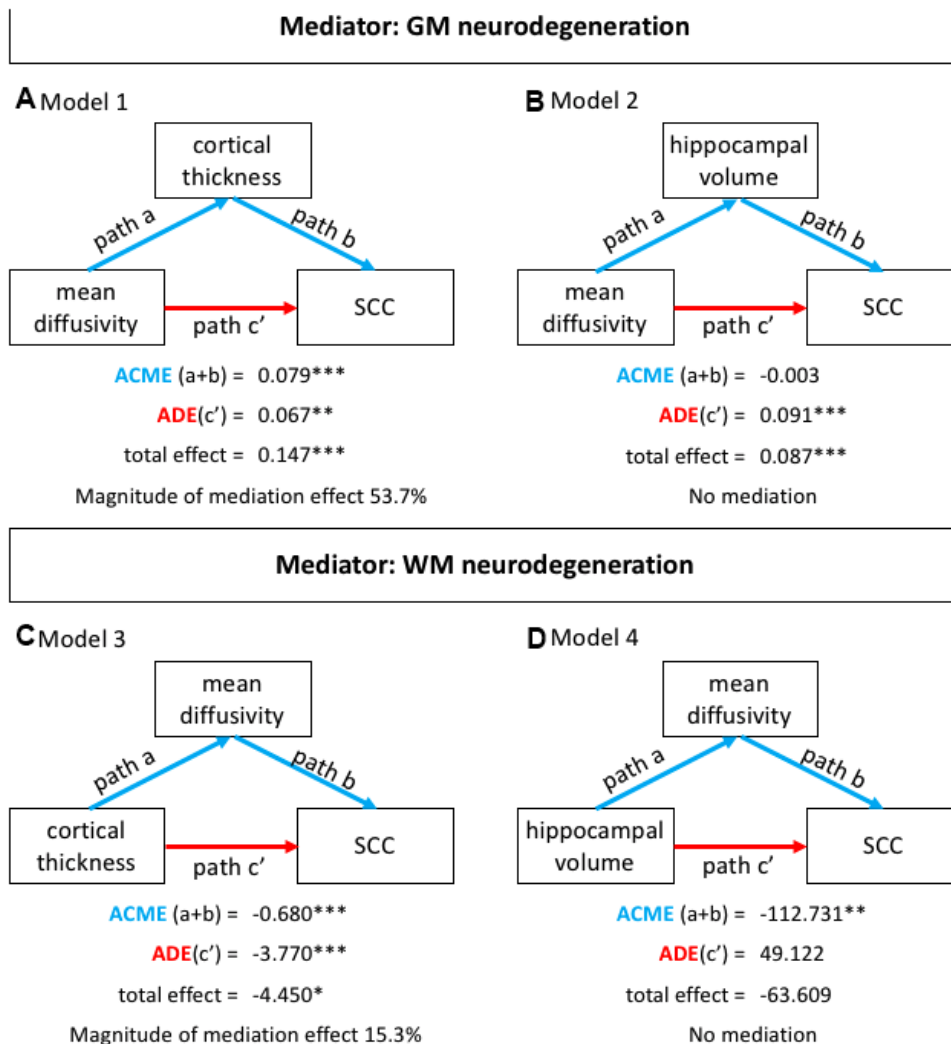 Mediator: GM neurodegeneration
A Model 1
cortical
thickness
path a
path b
mean
diffusivity
path c’
SCC
ACME (a+b) = 0.079***
ADE(c’) = 0.067**
total effect = 0.147***
Magnitude of mediation effect 53.7%
B Model 2
hippocampal
volume
path a
path b
mean
diffusivity
path c’
SCC
ACME (a+b) = -0.003
ADE(c’) = 0.091***
total effect = 0.087***
No mediation
Mediator: WM neurodegeneration
C Model 3
mean
diffusivity
path a
path b
cortical
thickness
path c’
SCC
ACME (a+b) = -0.680***
ADE(c’) = -3.770***
total effect = -4.450*
Magnitude of mediation effect 15.3%
D Model 4
mean
diffusivity
path a
path b
hippocampal
volume
path c’
SCC
ACME (a+b) = -112.731**
ADE(c’) = 49.122
total effect = -63.609
No mediation